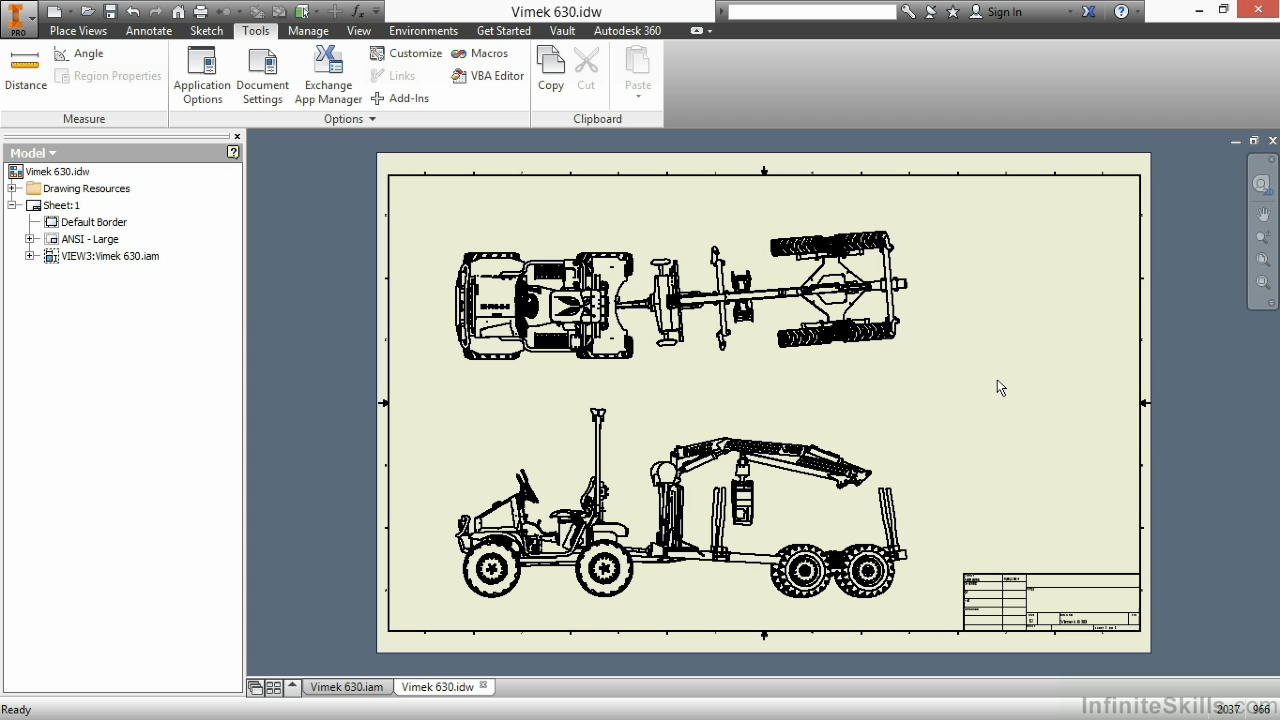 Vimek 630.idw
Sign In
PRO
Place Views Annotate Sketch Tools Manage View Environments Get Started Vault Autodesk 360
Distance
Angle
Region Properties
Measure
Application Options
Document Settings
Exchange App Manager
Customize
Links
Add-Ins
Macros
VBA Editor
Options
Copy
Cut
Paste
Clipboard
Model
Vimek 630.idw
Drawing Resources
Sheet:1
Default Border
ANSI - Large
VIEW3:Vimek 630.iam
Vimek 630.iam
Vimek 630.idw
Ready
2037 966
InfiniteSkills.com